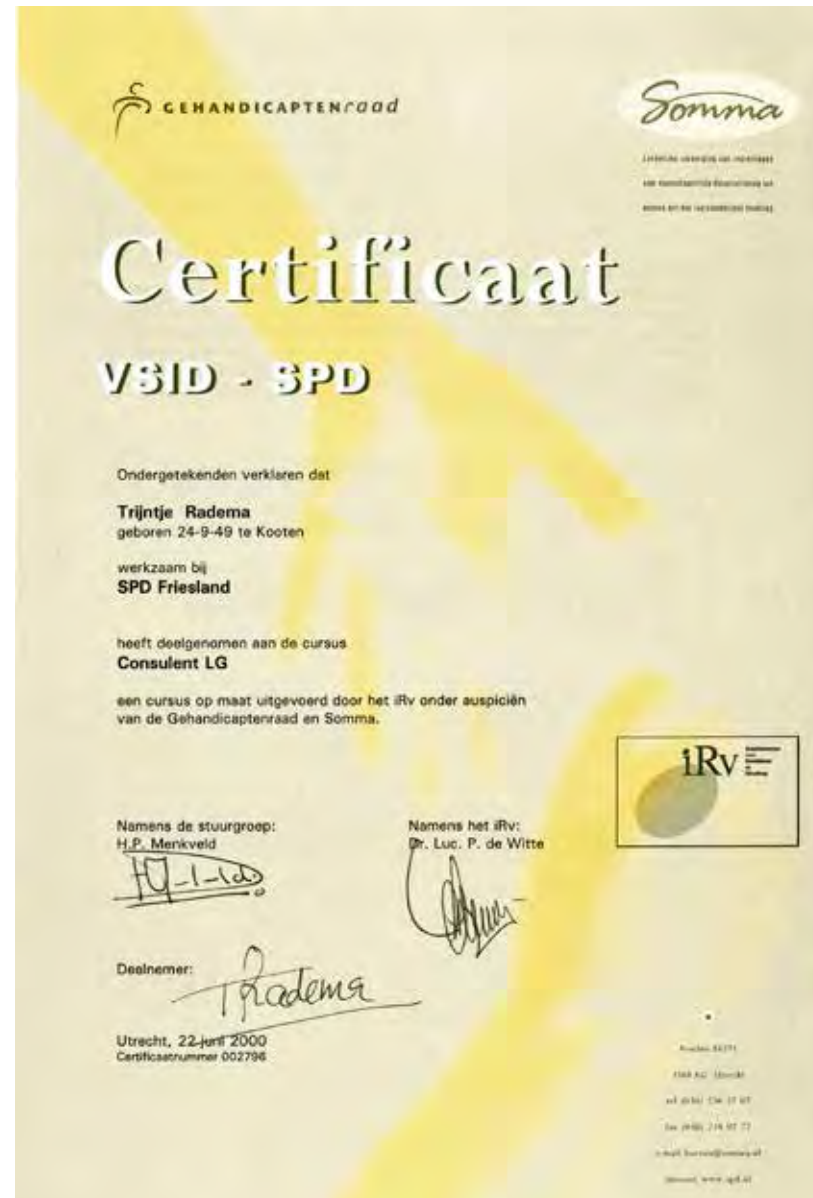 GEHANDICAPTENraad
Somma
Certificaat
VSID - SPD
Ondergetekenden verklaren dat
Trijntje Radema
geboren 24-9-49 te Kooten
werkzaam bij
SPD Friesland
heeft deelgenomen aan de cursus
Consulent LG
een cursus op maat uitgevoerd door het iRv onder auspiciën
van de Gehandicaptenraad en Somma.
iRv
Namens de stuurgroep:
H.P. Menkveld
Namens het iRv:
Dr. Luc. P. de Witte
Deelnemer:
TRadema
Utrecht, 22 juni 2000
Certificaatnummer 002796